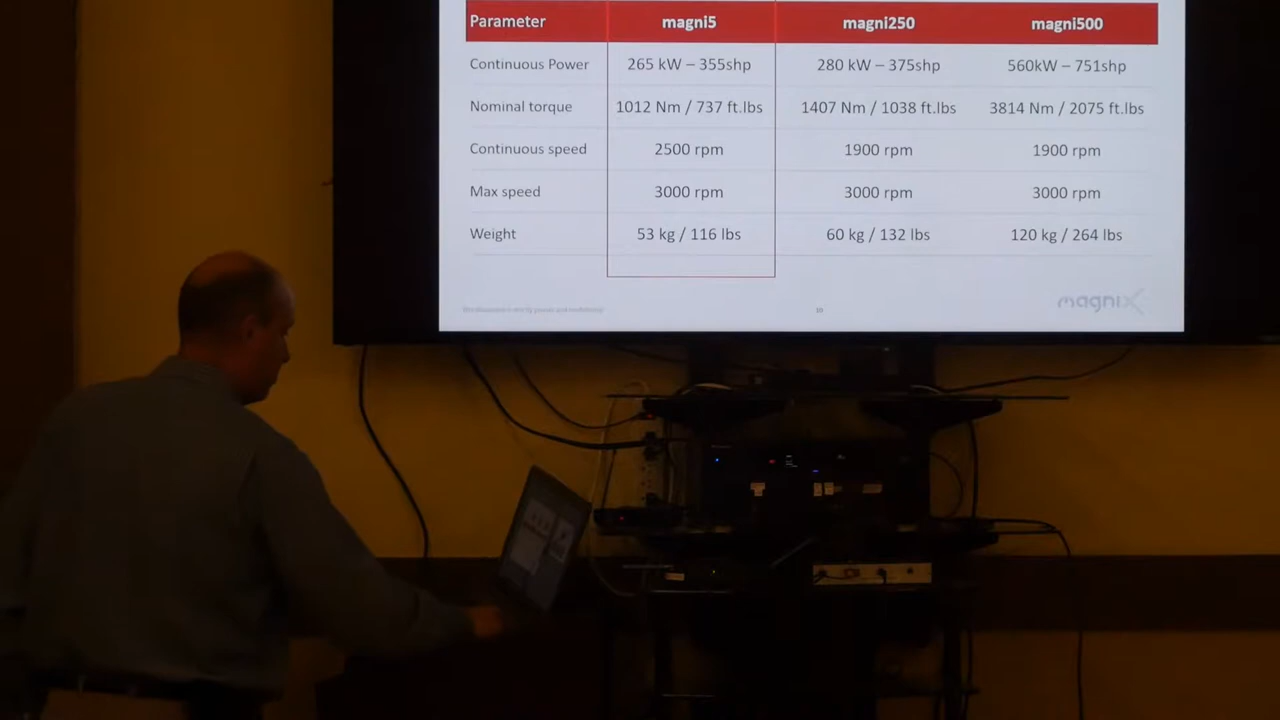 Parameter magni5 magni250 magni500
Continuous Power 265 kW – 355shp 280 kW – 375shp 560kW – 751shp
Nominal torque 1012 Nm / 737 ft.lbs 1407 Nm / 1038 ft.lbs 3814 Nm / 2075 ft.lbs
Continuous speed 2500 rpm 1900 rpm 1900 rpm
Max speed 3000 rpm 3000 rpm 3000 rpm
Weight 53 kg / 116 lbs 60 kg / 132 lbs 120 kg / 264 lbs
magniX